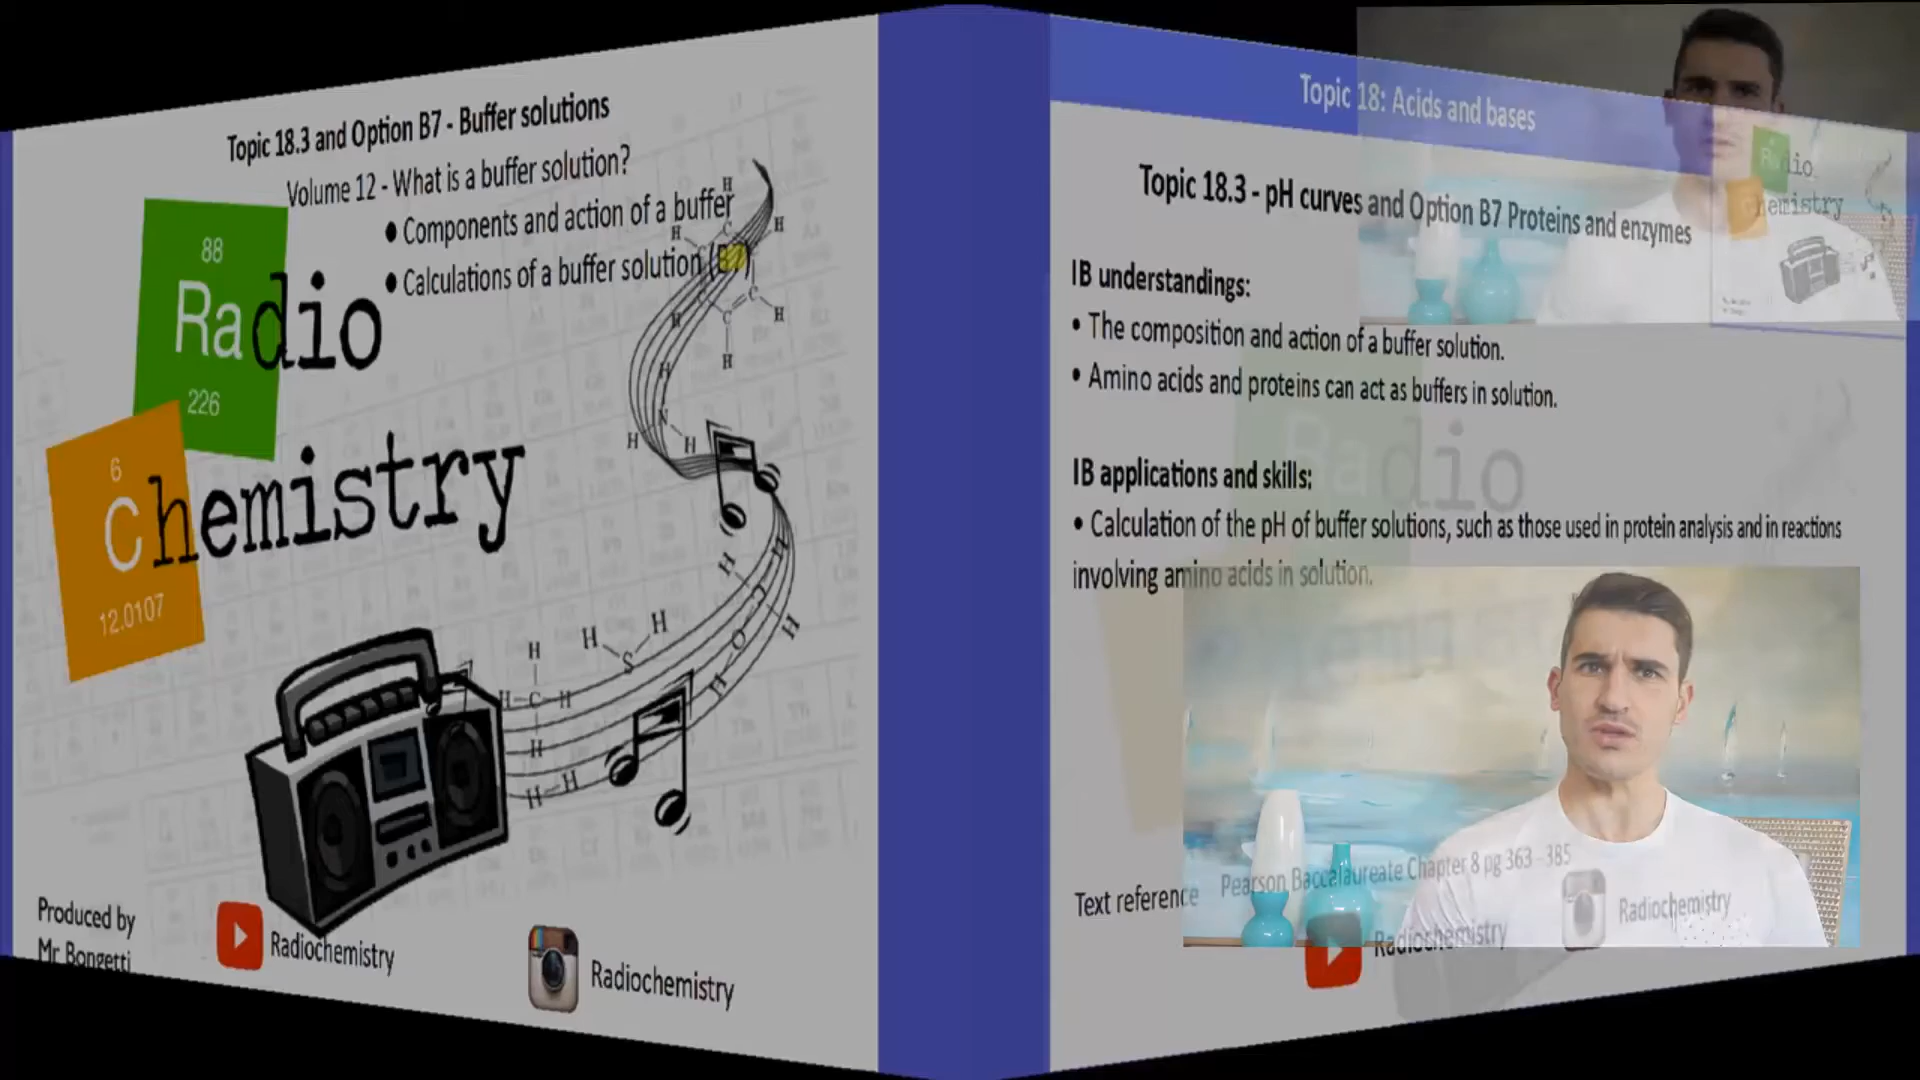 Topic 18.3 and Option B7 - Buffer solutions
Volume 12 - What is a buffer solution?
● Components and action of a buffer
● Calculations of a buffer solution (B7)
88
Radio
226
6
Chemistry
12.0107
Produced by
Mr Bongetti
Radiochemistry
Radiochemistry
Topic 18: Acids and bases
Topic 18.3 - pH curves and Option B7 Proteins and enzymes
IB understandings:
• The composition and action of a buffer solution.
• Amino acids and proteins can act as buffers in solution.
IB applications and skills:
• Calculation of the pH of buffer solutions, such as those used in protein analysis and in reactions
involving amino acids in solution.
Text reference Pearson Baccalaureate Chapter 8 pg 363 - 385
Radiochemistry
Radiochemistry
Radio
Chemistry
Radio